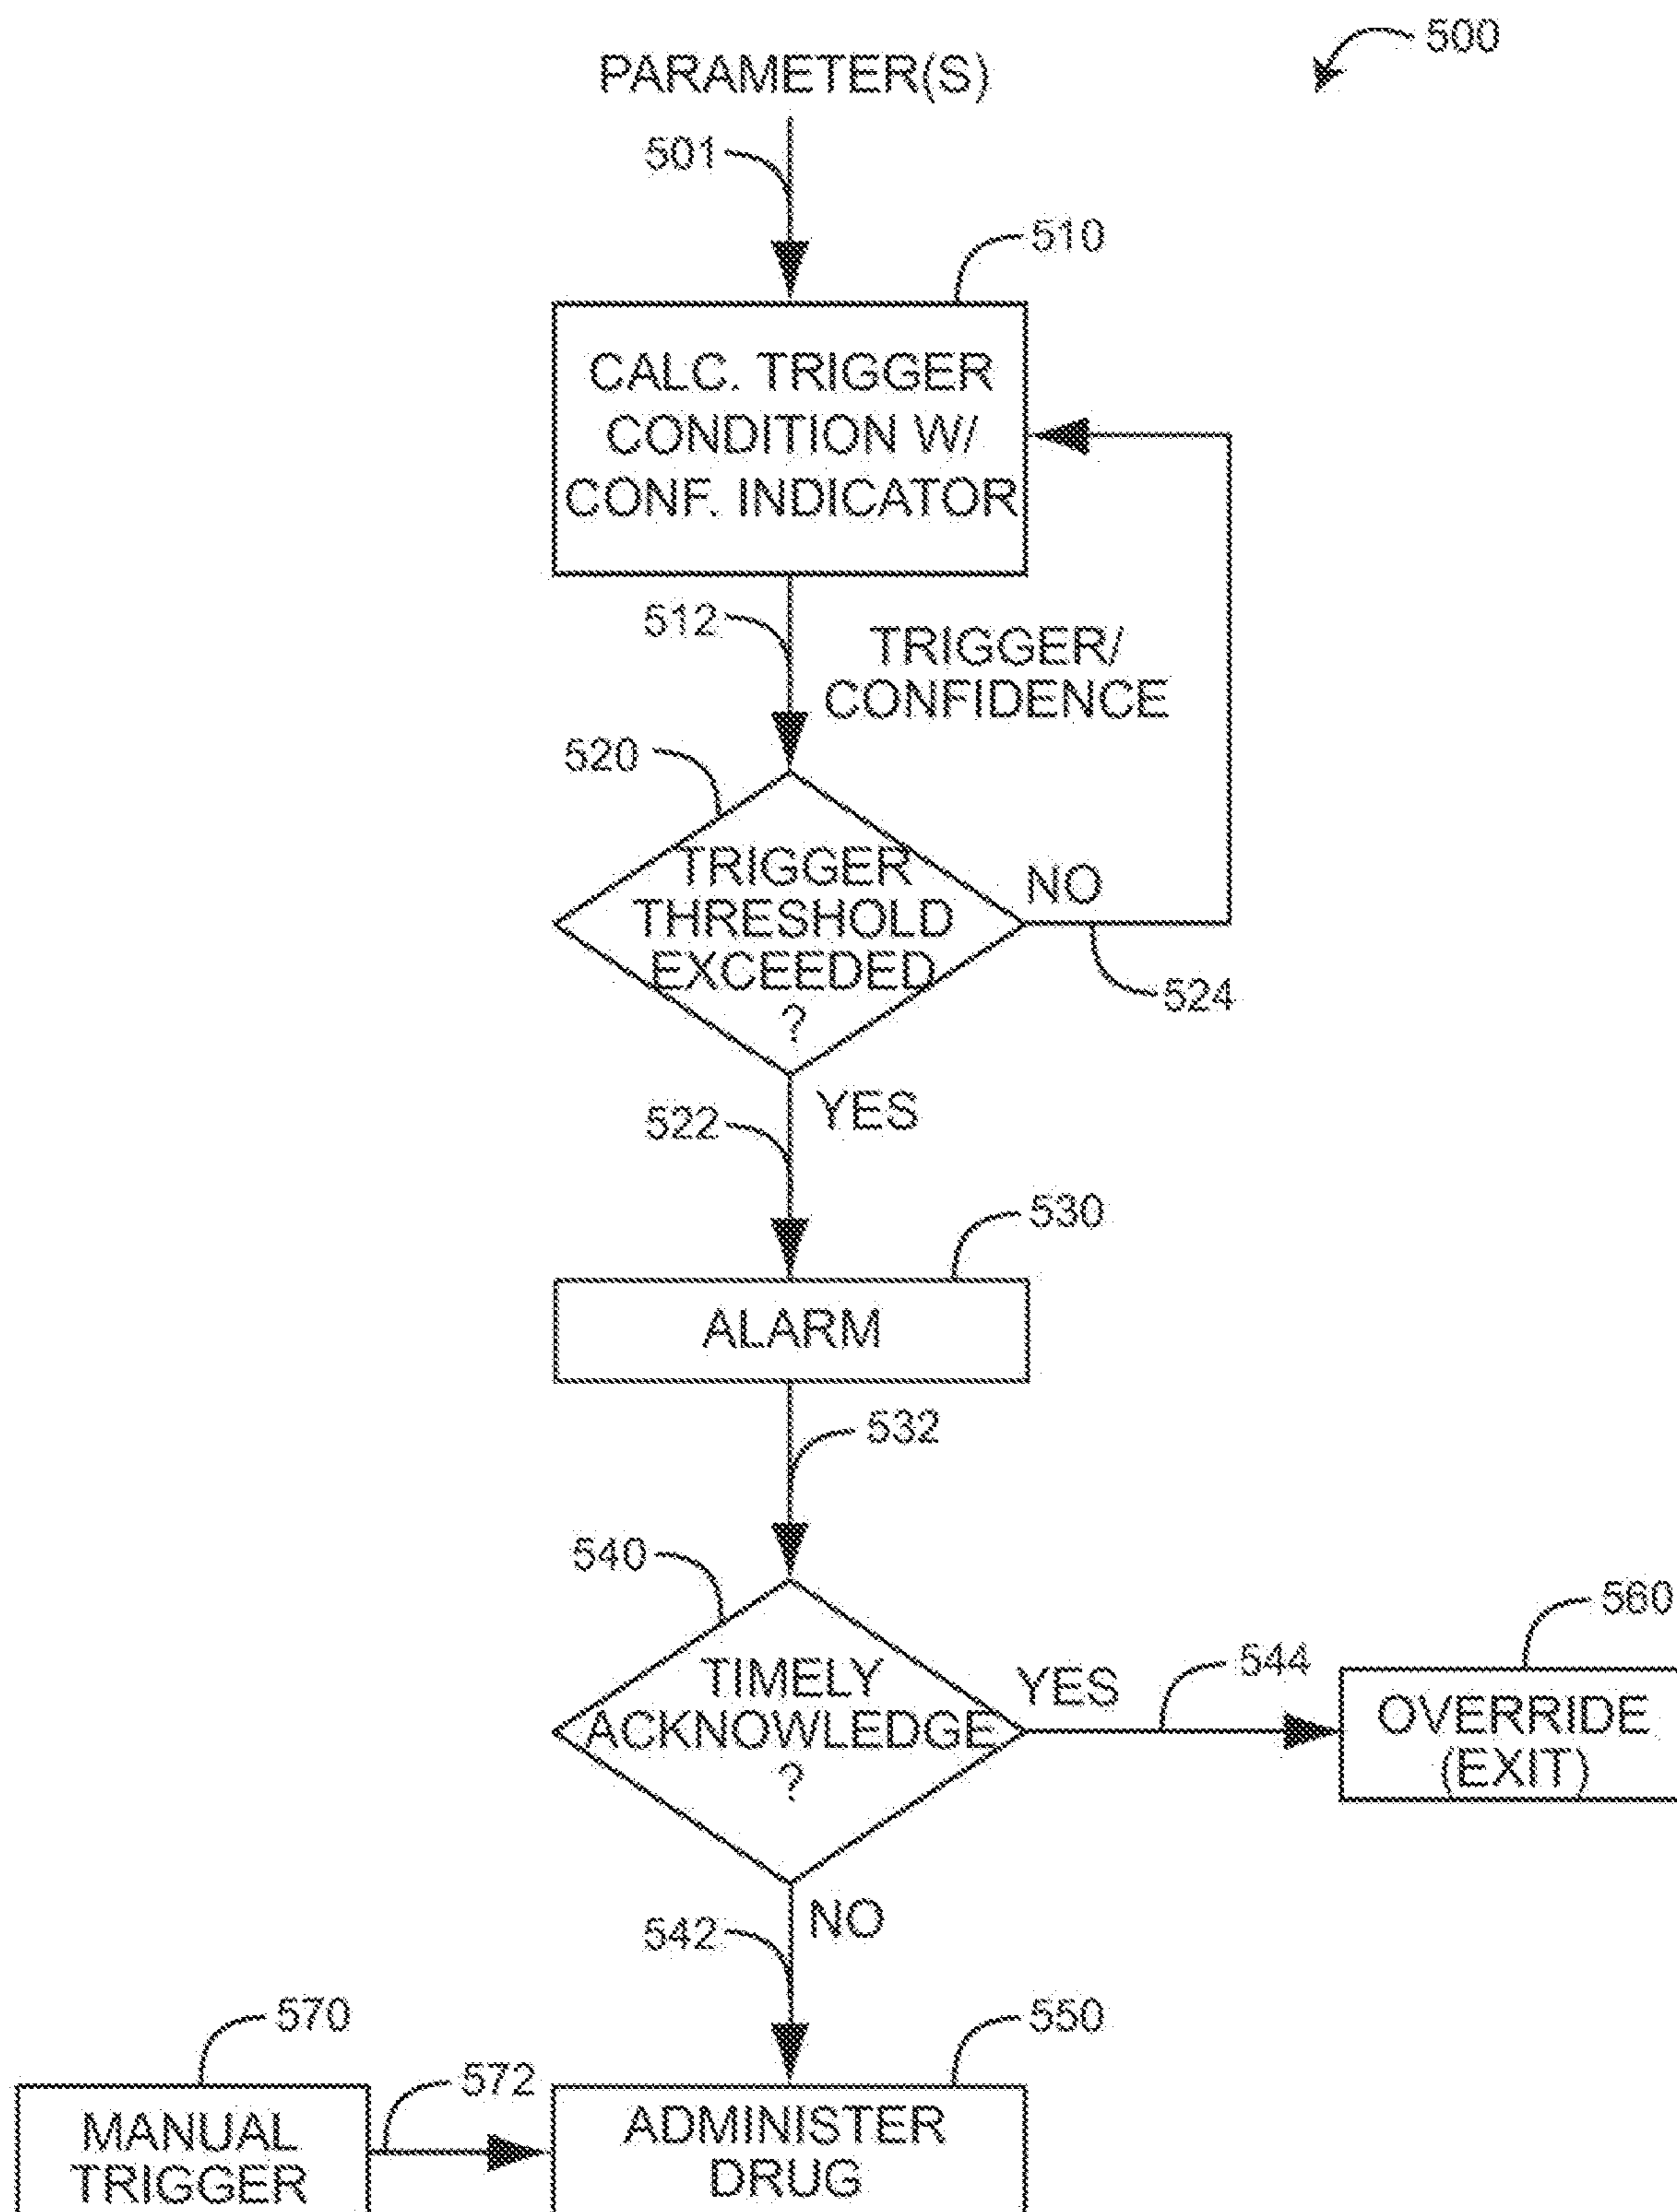 500
PARAMETER(S)
501
510
CALC. TRIGGER
CONDITION W/
CONF. INDICATOR
512
TRIGGER/
CONFIDENCE
520
TRIGGER
THRESHOLD
EXCEEDED
?
NO
524
522
YES
530
ALARM
532
540
TIMELY
ACKNOWLEDGE
?
YES
544
560
OVERRIDE
(EXIT)
542
NO
570
MANUAL
TRIGGER
572
550
ADMINISTER
DRUG